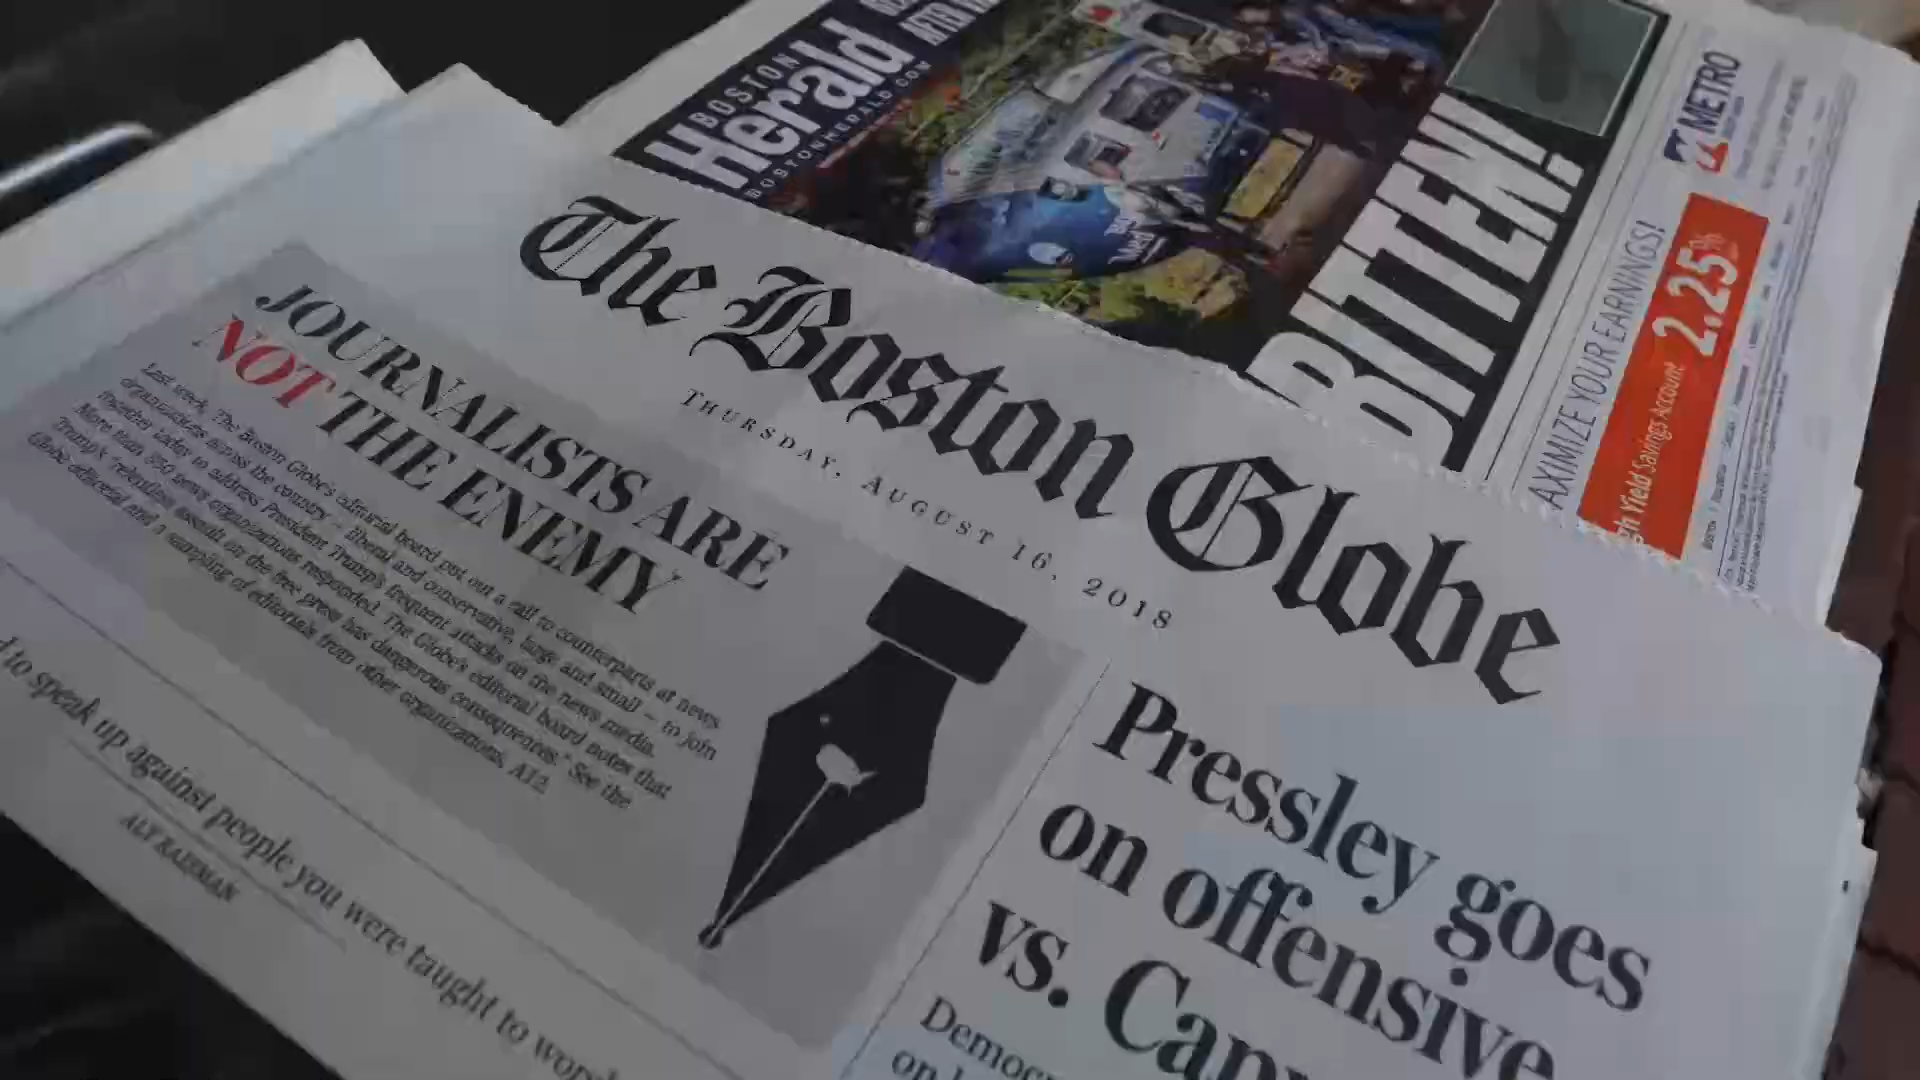 BOSTON
Herald
BOSTONHERALD.COM
AFTER
BITTEN!
METRO
AXIMIZE YOUR EARNINGS!
gh Yield Savings Account 2.25%
The Boston Globe
THURSDAY, AUGUST 16, 2018
JOURNALISTS ARE
NOT THE ENEMY
Last week, The Boston Globe's editorial board put out a call to counterparts at news
organizations across the country – liberal and conservative, large and small – to join
together today to address President Trump's frequent attacks on the news media.
More than 350 news organizations responded. The Globe's editorial board notes that
Trump's "relentless assault on the free press has dangerous consequences." See the
Globe editorial and a sampling of editorials from other organizations, A12.
d to speak up against people you were taught to
ALY RAHMAN
Pressley goes
on offensive
vs. Cap
Democ
on